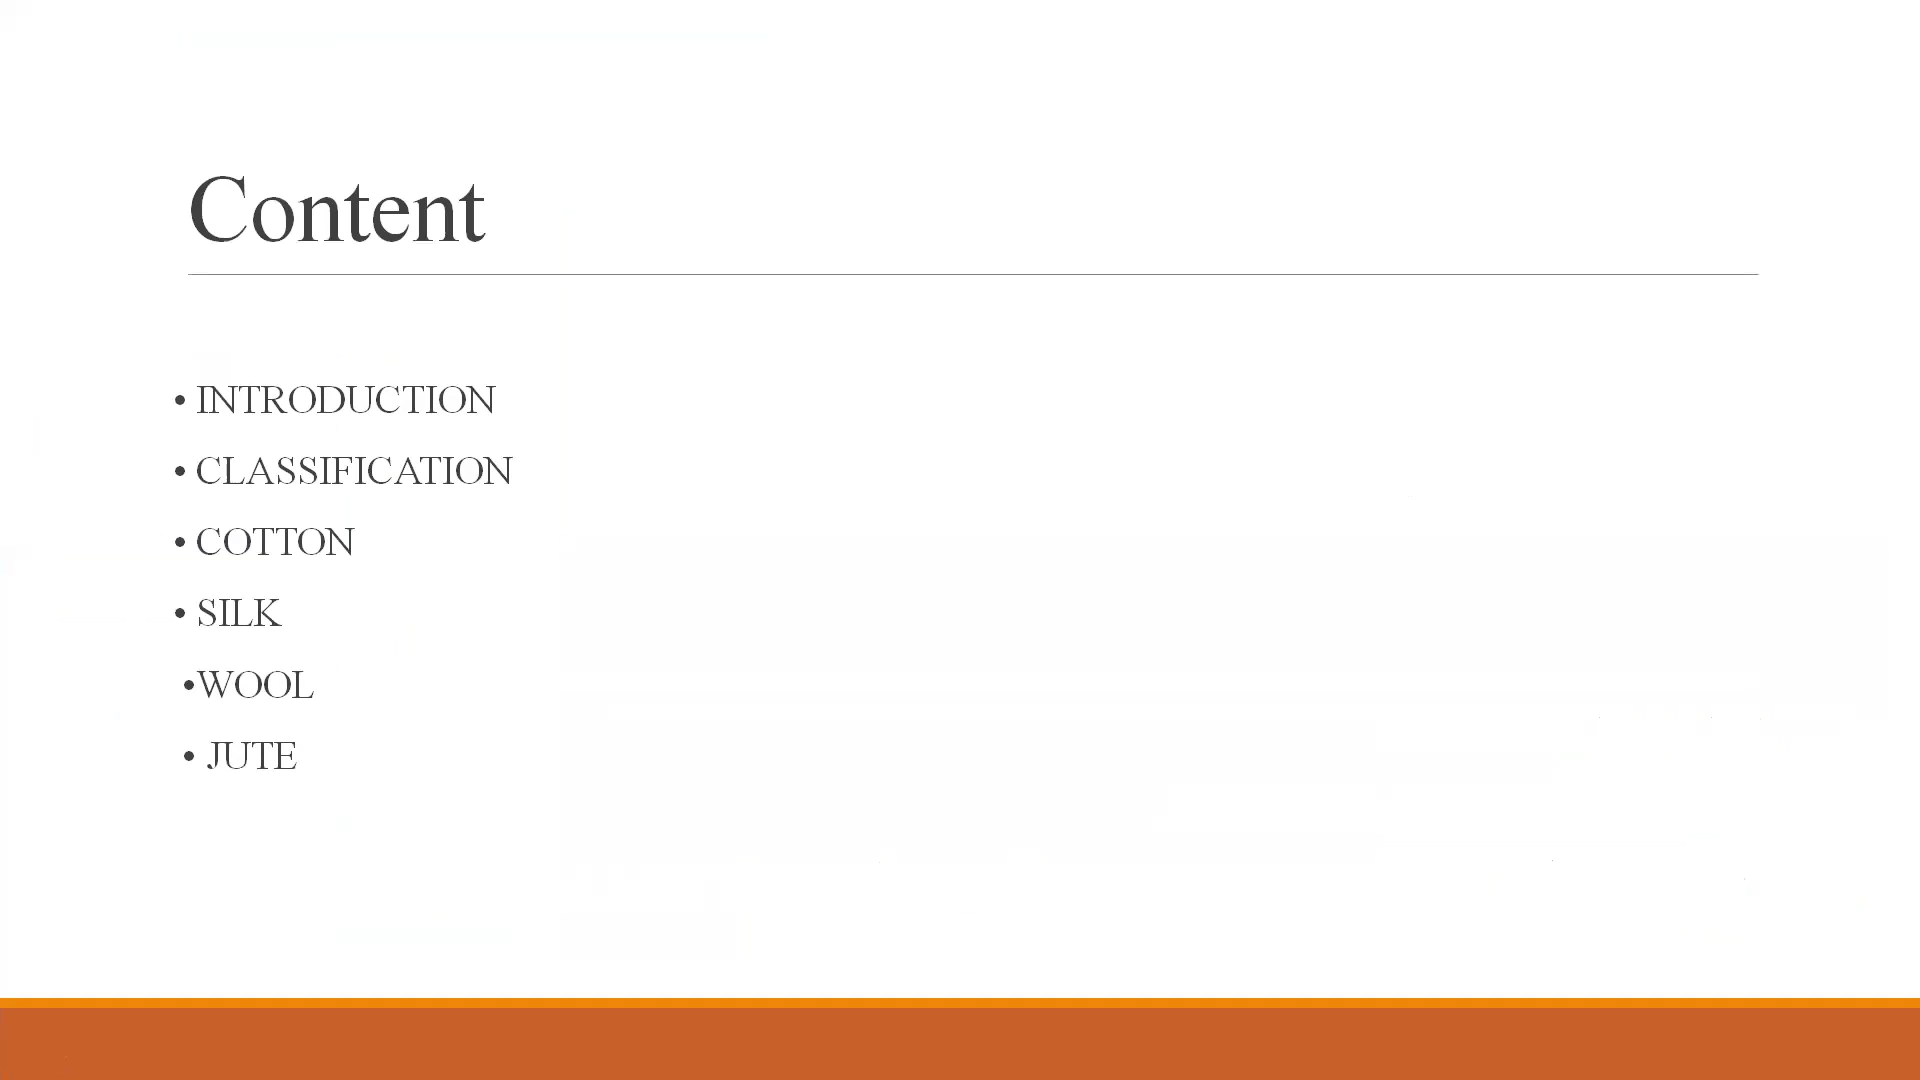 Content
• INTRODUCTION
• CLASSIFICATION
• COTTON
• SILK
•WOOL
• JUTE